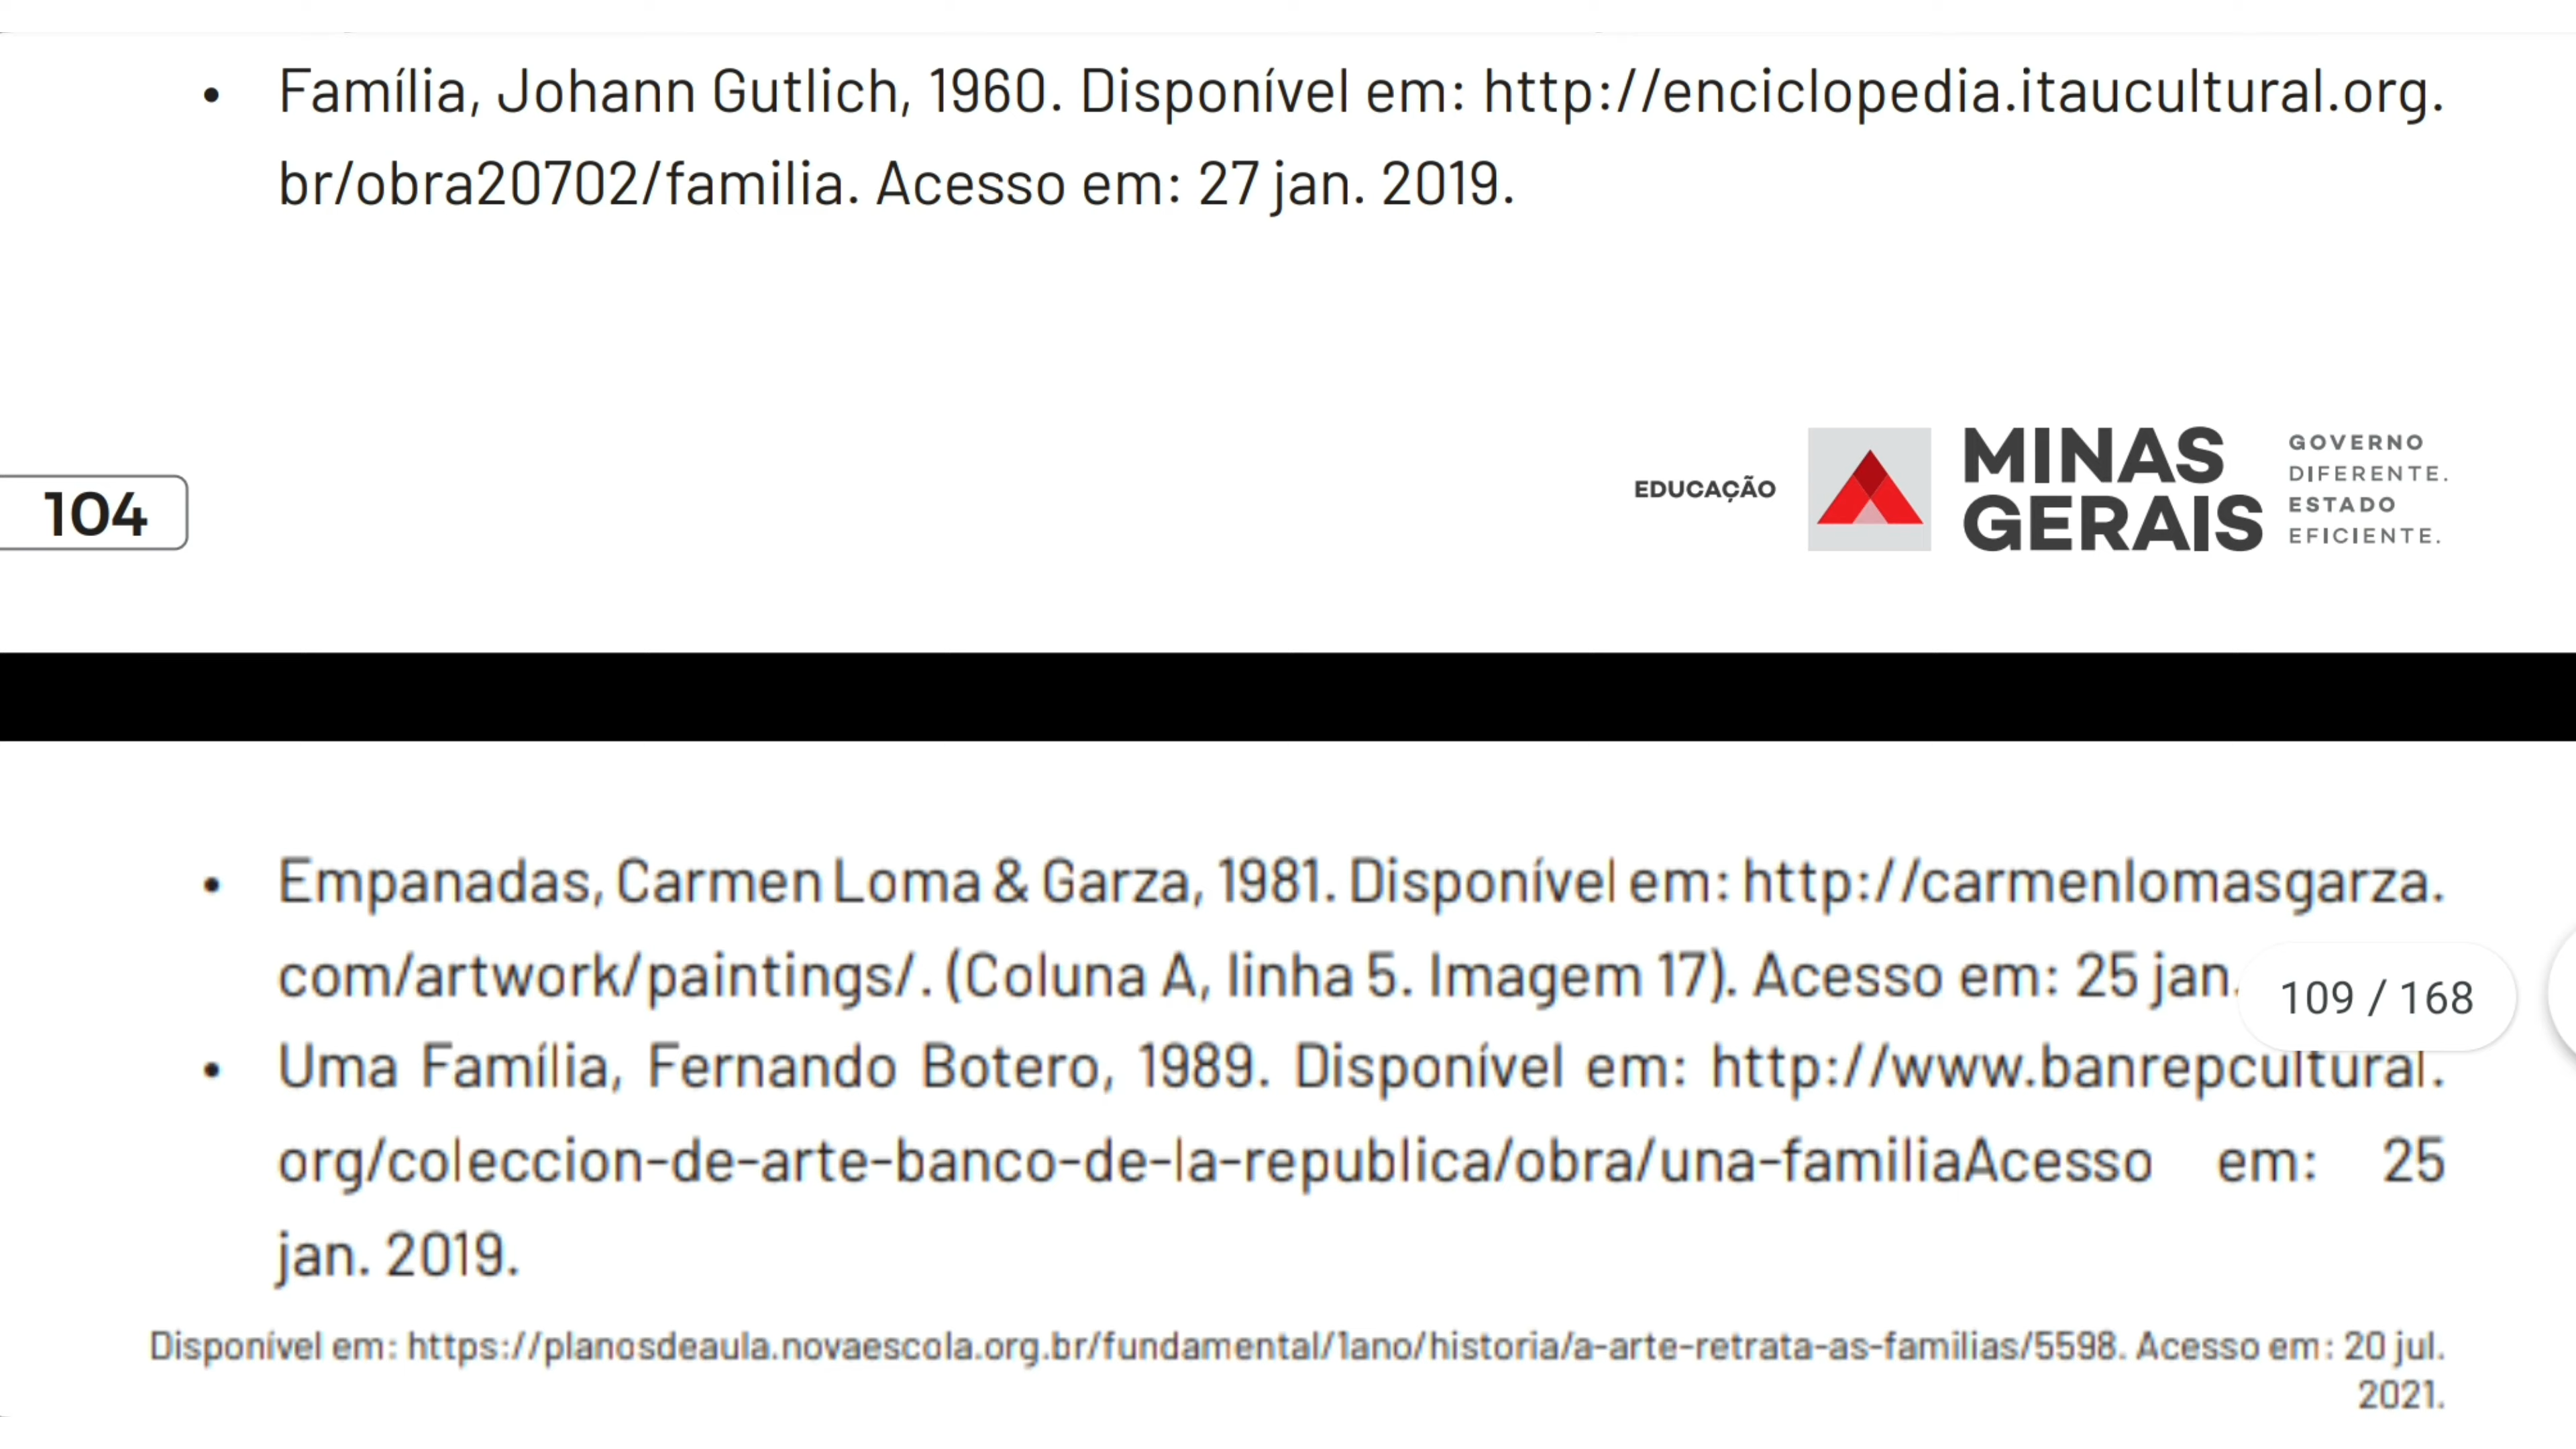 • Família, Johann Gutlich, 1960. Disponível em: http://enciclopedia.itaucultural.org.
br/obra20702/familia. Acesso em: 27 jan. 2019.
104
EDUCAÇÃO
MINAS
GERAIS
GOVERNO
DIFERENTE.
ESTADO
EFICIENTE.
• Empanadas, Carmen Loma & Garza, 1981. Disponível em: http://carmenlomasgarza.
com/artwork/paintings/. (Coluna A, linha 5. Imagem 17). Acesso em: 25 jan.
109 / 168
• Uma Família, Fernando Botero, 1989. Disponível em: http://www.banrepcultural.
org/coleccion-de-arte-banco-de-la-republica/obra/una-familiaAcesso em: 25
jan. 2019.
Disponível em: https://planosdeaula.novaescola.org.br/fundamental/1ano/historia/a-arte-retrata-as-familias/5598. Acesso em: 20 jul.
2021.